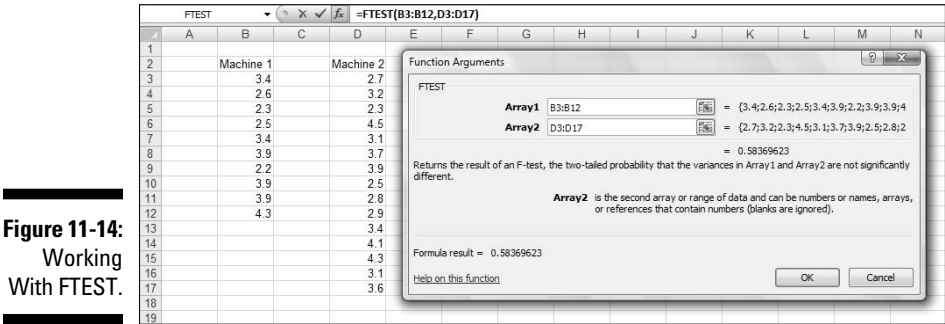 FTEST
=FTEST(B3:B12,D3:D17)
A B C D E F G H I J K L M N
1
2 Machine 1 Machine 2
3 3.4 2.7
4 2.6 3.2
5 2.3 2.3
6 2.5 4.5
7 3.4 3.1
8 3.9 3.7
9 2.2 3.9
10 3.9 2.5
11 3.9 2.8
12 4.3 2.9
13 3.4
14 4.1
15 4.3
16 3.1
17 3.6
18
19
Function Arguments
FTEST
Array1 B3:B12 = {3.4;2.6;2.3;2.5;3.4;3.9;2.2;3.9;3.9;4
Array2 D3:D17 = {2.7;3.2;2.3;4.5;3.1;3.7;3.9;2.5;2.8;2
= 0.58369623
Returns the result of an F-test, the two-tailed probability that the variances in Array1 and Array2 are not significantly
different.
Array2 is the second array or range of data and can be numbers or names, arrays,
or references that contain numbers (blanks are ignored).
Formula result = 0.58369623
Help on this function
OK Cancel
Figure 11-14:
Working
With FTEST.